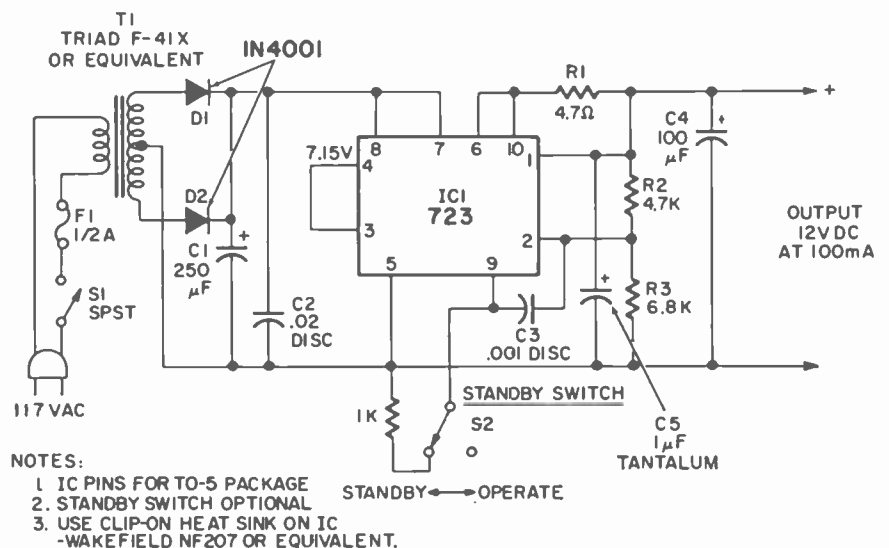 T1
TRIAD F-41X
OR EQUIVALENT
1N4001
D1
D2
F1
1/2A
S1
SPST
117 VAC
C1
250
µF
+
C2
.02
DISC
7.15V
8
7
6
10
4
3
1
2
5
9
IC1
723
R1
4.7Ω
C4
100
µF
+
+
R2
4.7K
R3
6.8K
OUTPUT
12V DC
AT 100mA
C3
.001 DISC
+
C5
1µF
TANTALUM
1K
STANDBY SWITCH
S2
STANDBY OPERATE
NOTES:
1 IC PINS FOR TO-5 PACKAGE
2. STANDBY SWITCH OPTIONAL
3. USE CLIP-ON HEAT SINK ON IC
-WAKEFIELD NF207 OR EQUIVALENT.